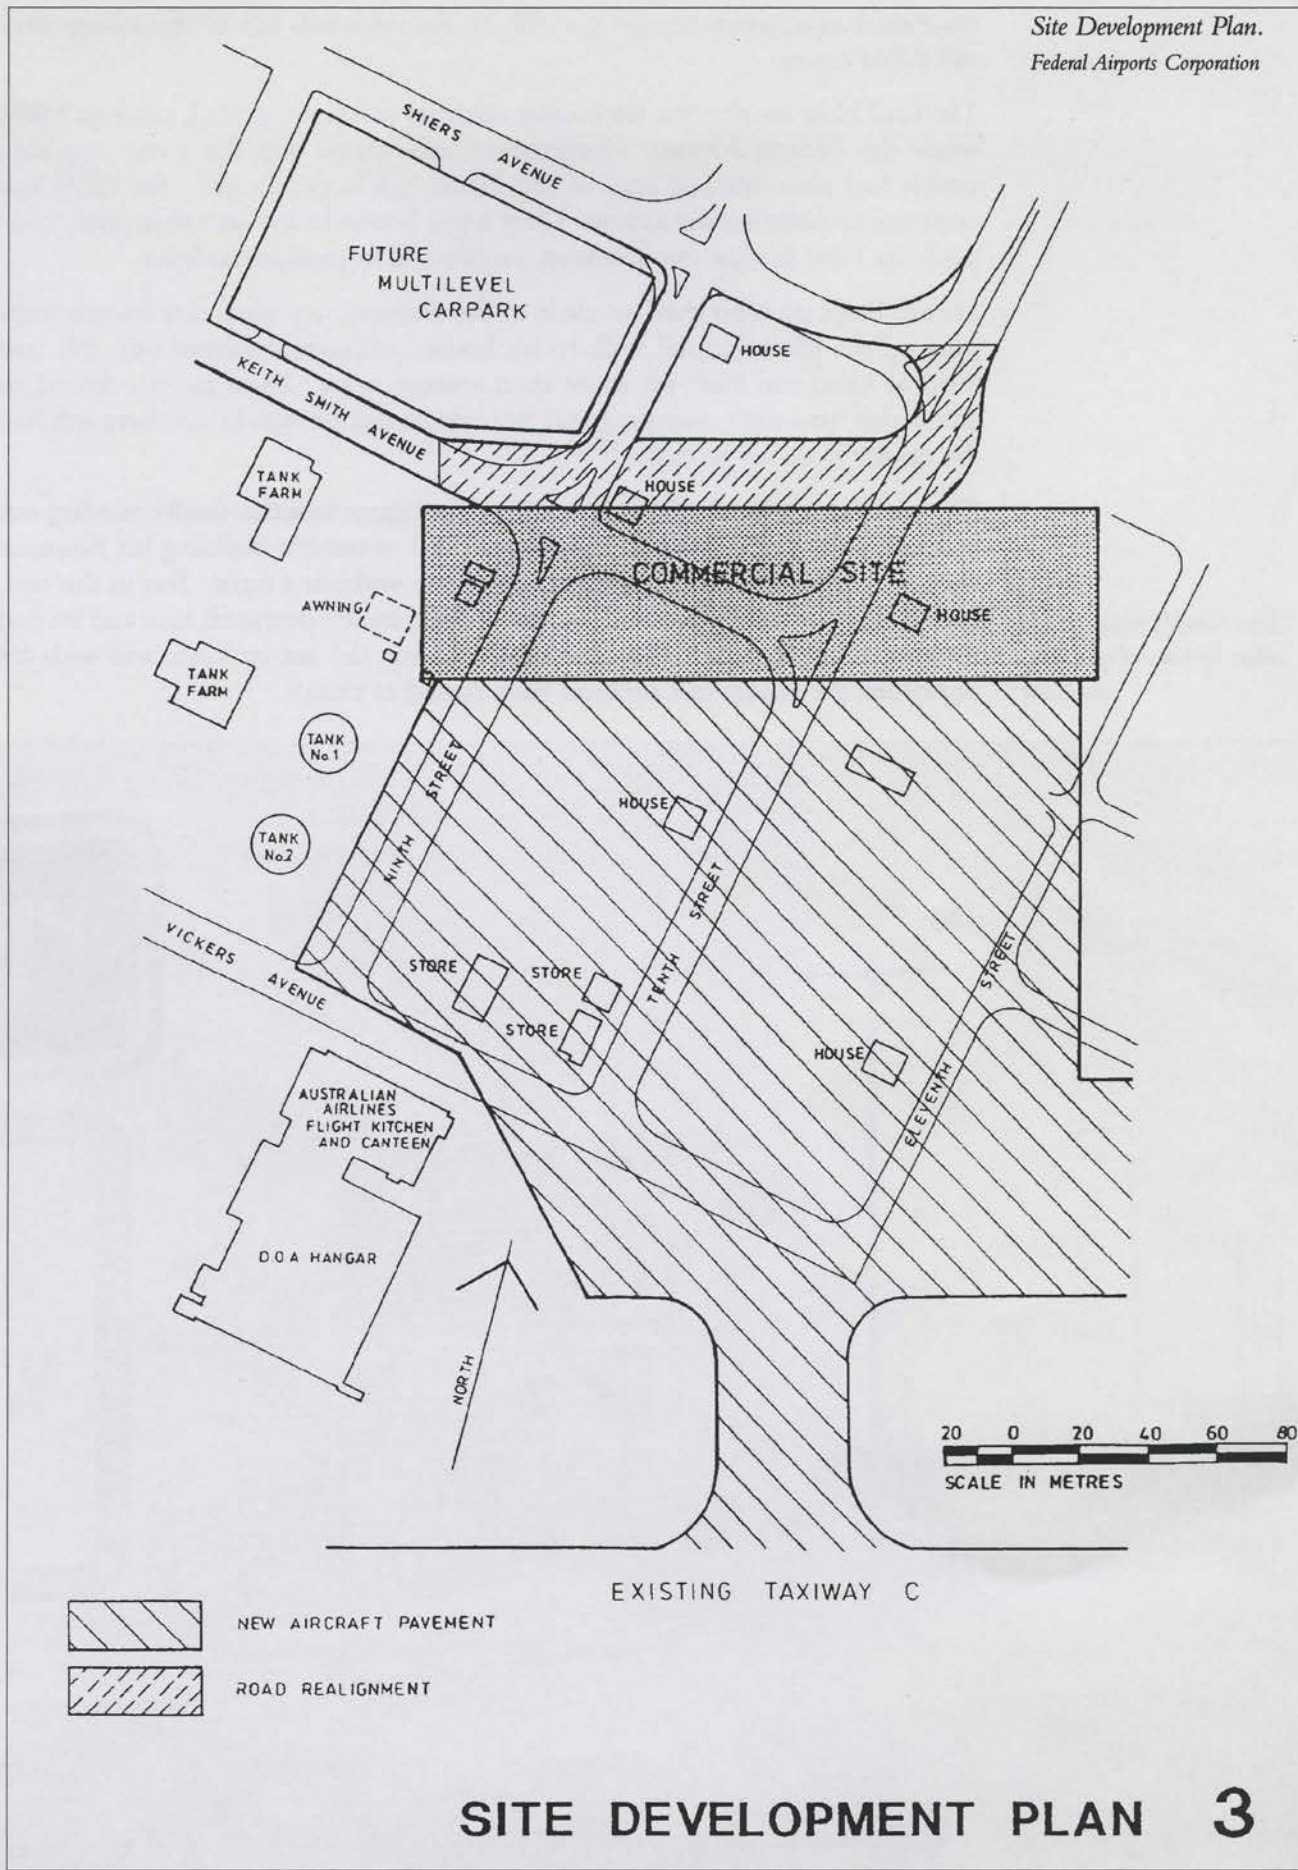 Site Development Plan.
Federal Airports Corporation
SHIERS
AVENUE
FUTURE
MULTILEVEL
CARPARK
HOUSE
KEITH
SMITH
AVENUE
TANK
FARM
HOUSE
COMMERCIAL SITE
AWNING
HOUSE
TANK
FARM
TANK
No.1
STREET
NINTH
HOUSE
TANK
No.2
STREET
TENTH
VICKERS
AVENUE
STORE
STORE
STORE
STREET
ELEVENTH
HOUSE
AUSTRALIAN
AIRLINES
FLIGHT KITCHEN
AND CANTEEN
D.O.A HANGAR
NORTH
20 0 20 40 60 80
SCALE IN METRES
EXISTING TAXIWAY C
NEW AIRCRAFT PAVEMENT
ROAD REALIGNMENT
SITE DEVELOPMENT PLAN 3